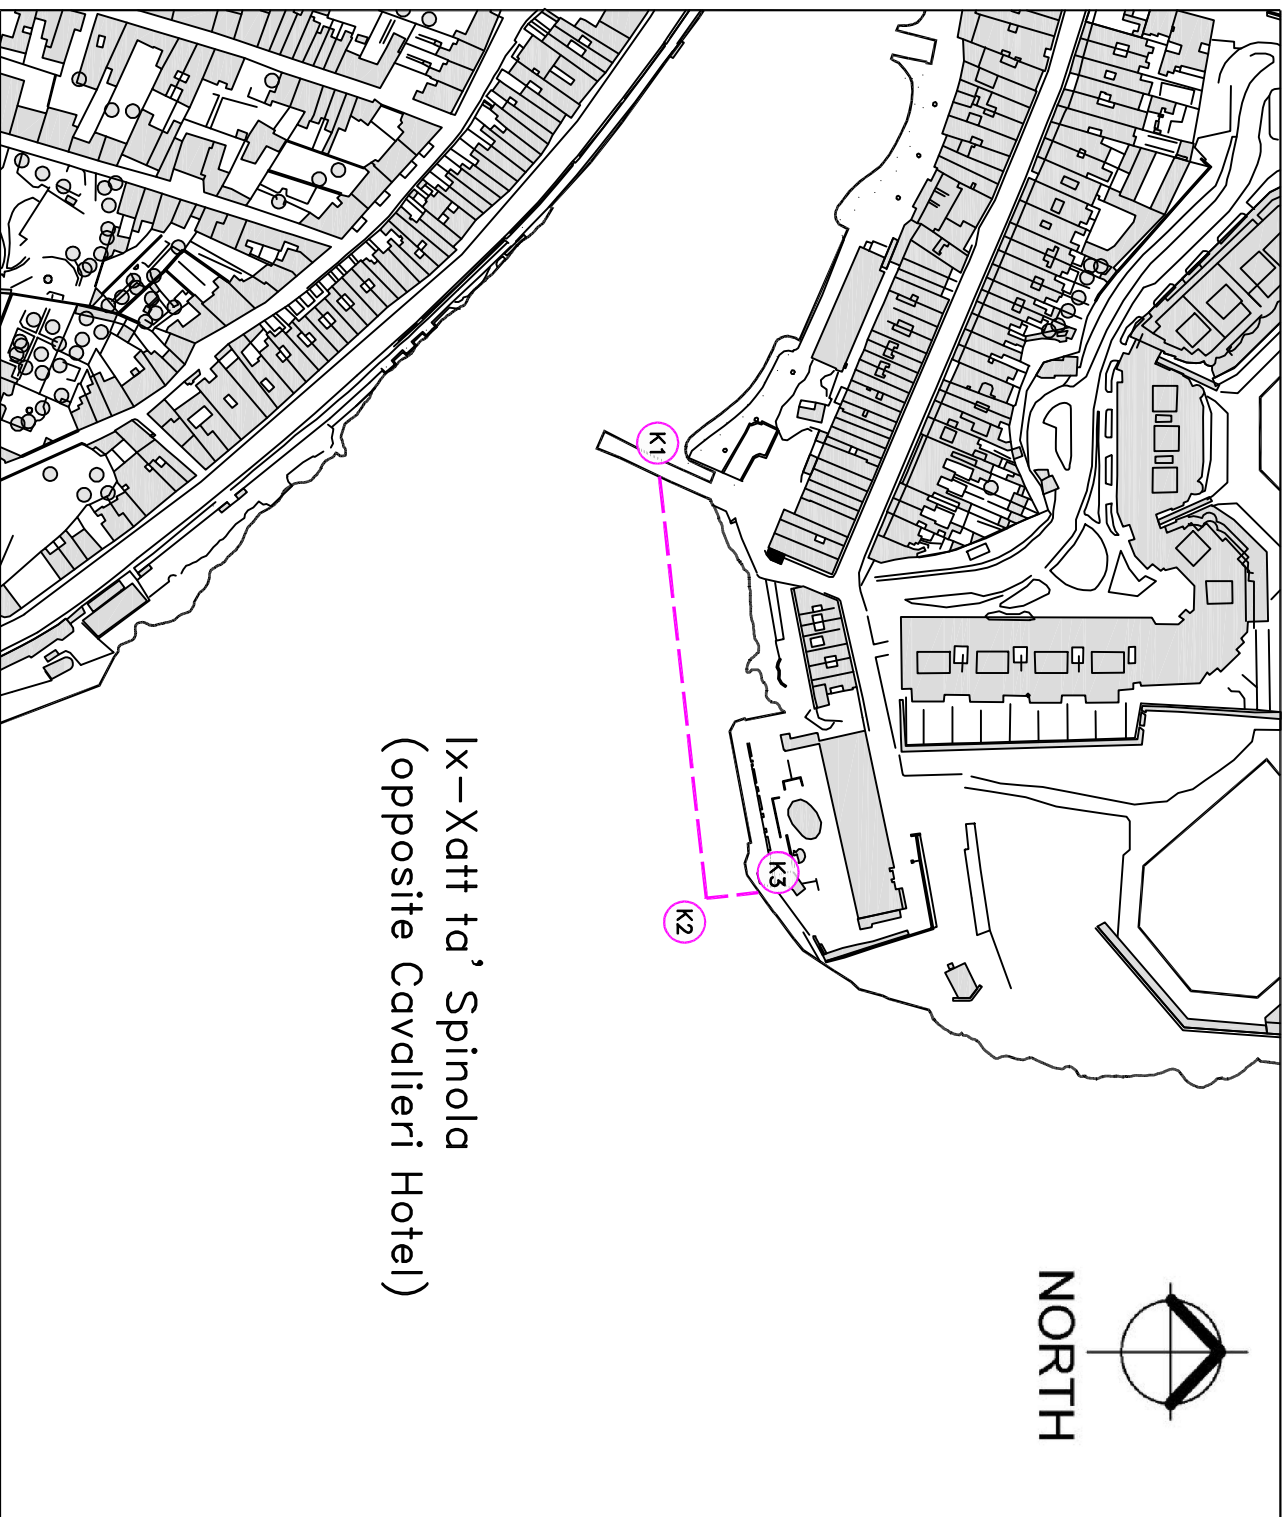 K1
K3
K2
Ix-Xatt ta' Spinola
(opposite Cavalieri Hotel)
NORTH